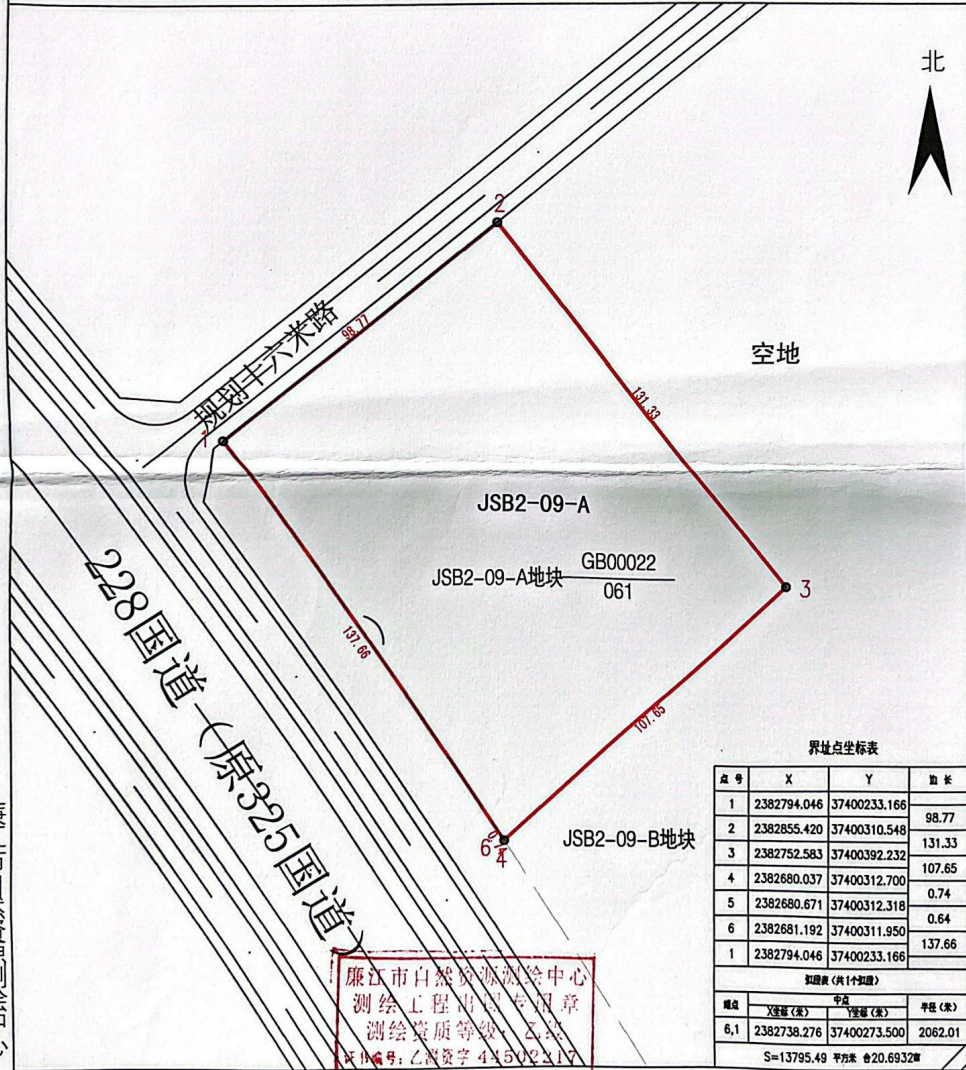 北
2
规划十六米路
98.77
空地
1
131.33
JSB2-09-A
JSB2-09-A地块
GB00022
061
3
137.66
228国道（原325国道）
107.65
6
4
JSB2-09-B地块
界址点坐标表
点号 X Y 边长
1 2382794.046 37400233.166
98.77
2 2382855.420 37400310.548
131.33
3 2382752.583 37400392.232
107.65
4 2382680.037 37400312.700
0.74
5 2382680.671 37400312.318
0.64
6 2382681.192 37400311.950
137.66
1 2382794.046 37400233.166
弧段表（共1个弧段）
端点 中点 半径（米）
X坐标（米） Y坐标（米）
6,1 2382738.276 37400273.500 2062.01
S=13795.49 平方米 合20.6932亩
廉江市自然资源测绘中心
测绘工程出图专用章
测绘资质等级：乙级
证书编号：乙测资字 44502217